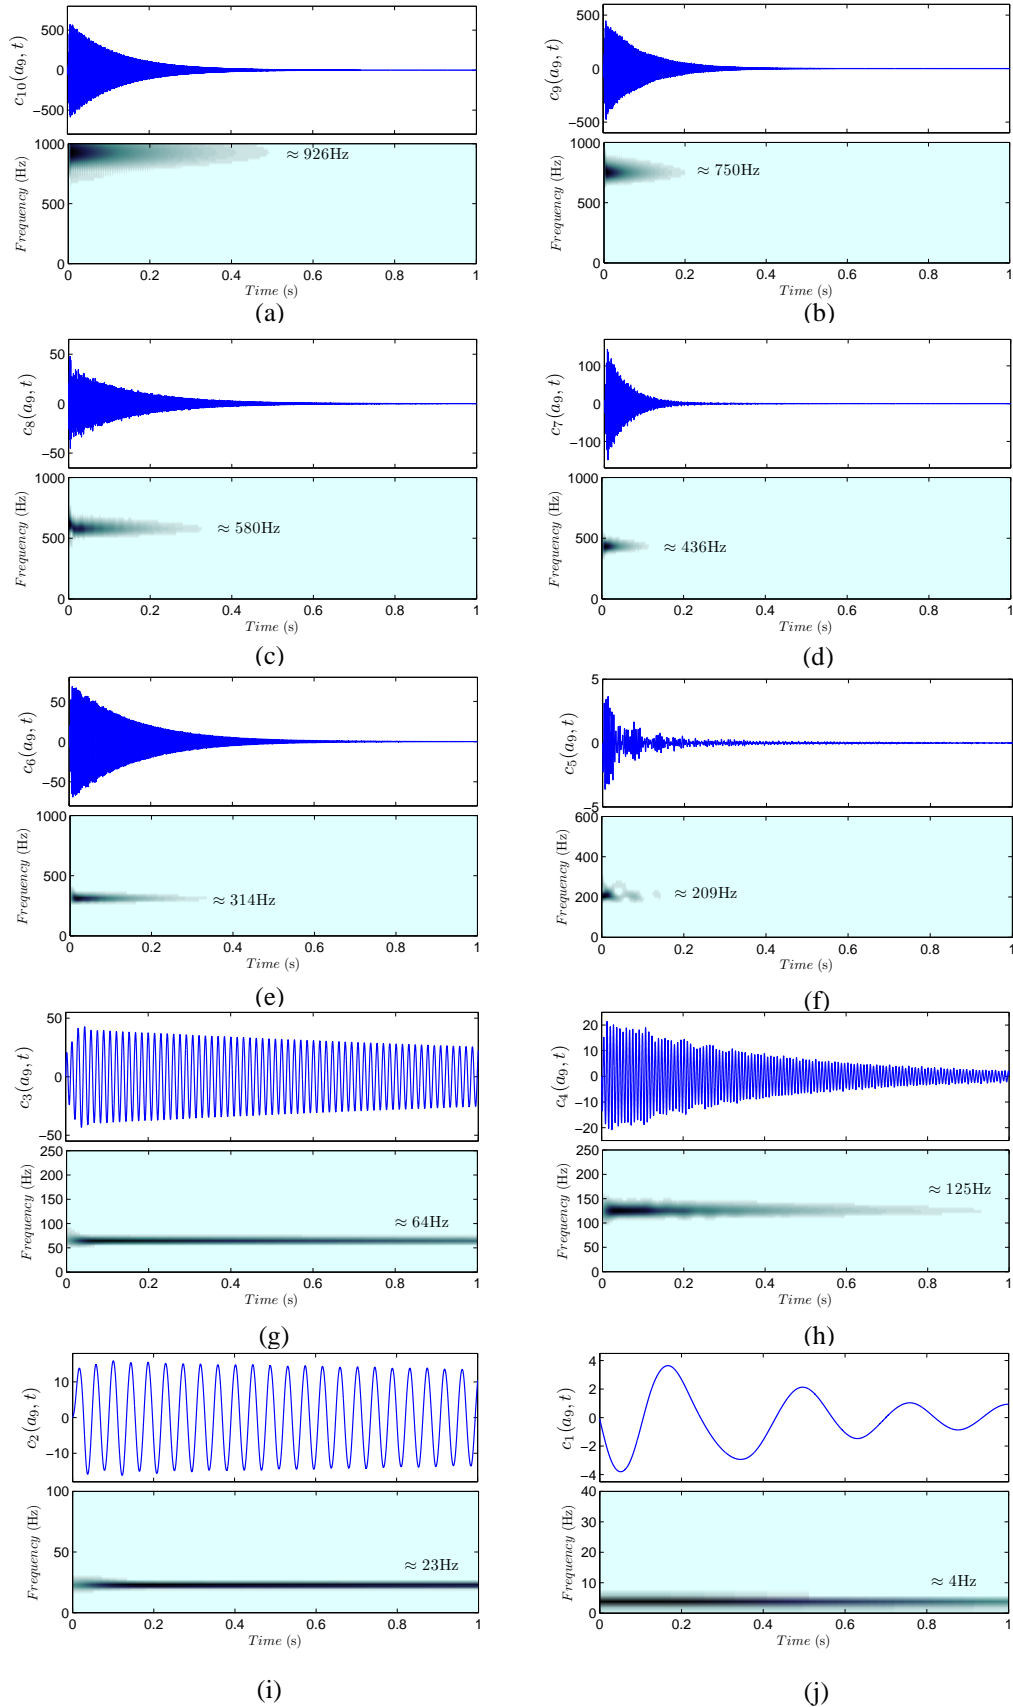 500
0
−500
c10(a9, t)
1000
500
0
Frequency (Hz)
≈ 926Hz
0 0.2 0.4 0.6 0.8 1
Time (s)
(a)
500
0
−500
c9(a9, t)
1000
500
0
Frequency (Hz)
≈ 750Hz
0 0.2 0.4 0.6 0.8 1
Time (s)
(b)
50
0
−50
c8(a9, t)
1000
500
0
Frequency (Hz)
≈ 580Hz
0 0.2 0.4 0.6 0.8 1
Time (s)
(c)
100
0
−100
c7(a9, t)
1000
500
0
Frequency (Hz)
≈ 436Hz
0 0.2 0.4 0.6 0.8 1
Time (s)
(d)
50
0
−50
c6(a9, t)
1000
500
0
Frequency (Hz)
≈ 314Hz
0 0.2 0.4 0.6 0.8 1
Time (s)
(e)
5
0
−5
c5(a9, t)
600
400
200
0
Frequency (Hz)
≈ 209Hz
0 0.2 0.4 0.6 0.8 1
Time (s)
(f)
50
0
−50
c3(a9, t)
250
200
150
100
50
0
Frequency (Hz)
≈ 64Hz
0 0.2 0.4 0.6 0.8 1
Time (s)
(g)
20
10
0
−10
−20
c4(a9, t)
250
200
150
100
50
0
Frequency (Hz)
≈ 125Hz
0 0.2 0.4 0.6 0.8 1
Time (s)
(h)
10
0
−10
c2(a9, t)
100
50
0
Frequency (Hz)
≈ 23Hz
0 0.2 0.4 0.6 0.8 1
Time (s)
(i)
4
2
0
−2
−4
c1(a9, t)
40
30
20
10
0
Frequency (Hz)
≈ 4Hz
0 0.2 0.4 0.6 0.8 1
Time (s)
(j)